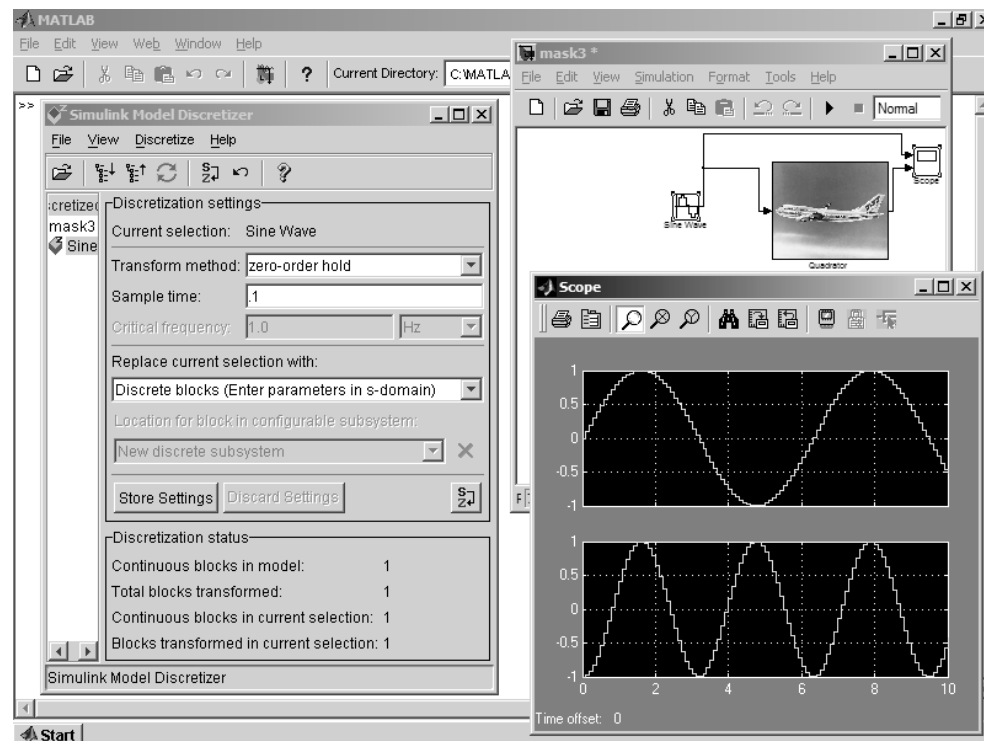 MATLAB
File Edit View Web Window Help
? Current Directory: C:\MATLA
>>
Simulink Model Discretizer
File View Discretize Help
cretized
mask3
Sine
Discretization settings
Current selection: Sine Wave
Transform method: zero-order hold
Sample time: .1
Critical frequency: 1.0 Hz
Replace current selection with:
Discrete blocks (Enter parameters in s-domain)
Location for block in configurable subsystem:
New discrete subsystem
Store Settings Discard Settings
Discretization status
Continuous blocks in model: 1
Total blocks transformed: 1
Continuous blocks in current selection: 1
Blocks transformed in current selection: 1
Simulink Model Discretizer
Start
mask3 *
File Edit View Simulation Format Tools Help
Normal
Scope
Sine Wave
Quadrator
Scope
1
0.5
0
-0.5
-1
1
0.5
0
-0.5
-1
0 2 4 6 8 10
Time offset: 0